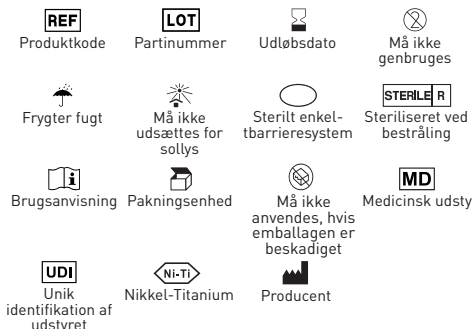 REF
LOT
2
Produktkode
Partinummer
Udløbsdato
Må ikke
genbruges
STERILE R
Frygter fugt
Må ikke
udsættes for
sollys
Sterilt enkel-
tbarrieresystem
Steriliseret ved
bestråling
i
MD
Brugsanvisning
Pakningsenhed
Må ikke
anvendes, hvis
emballagen er
beskadiget
Medicinsk udsty
UDI
Ni-Ti
Unik
identifikation af
udstyret
Nikkel-Titanium
Producent